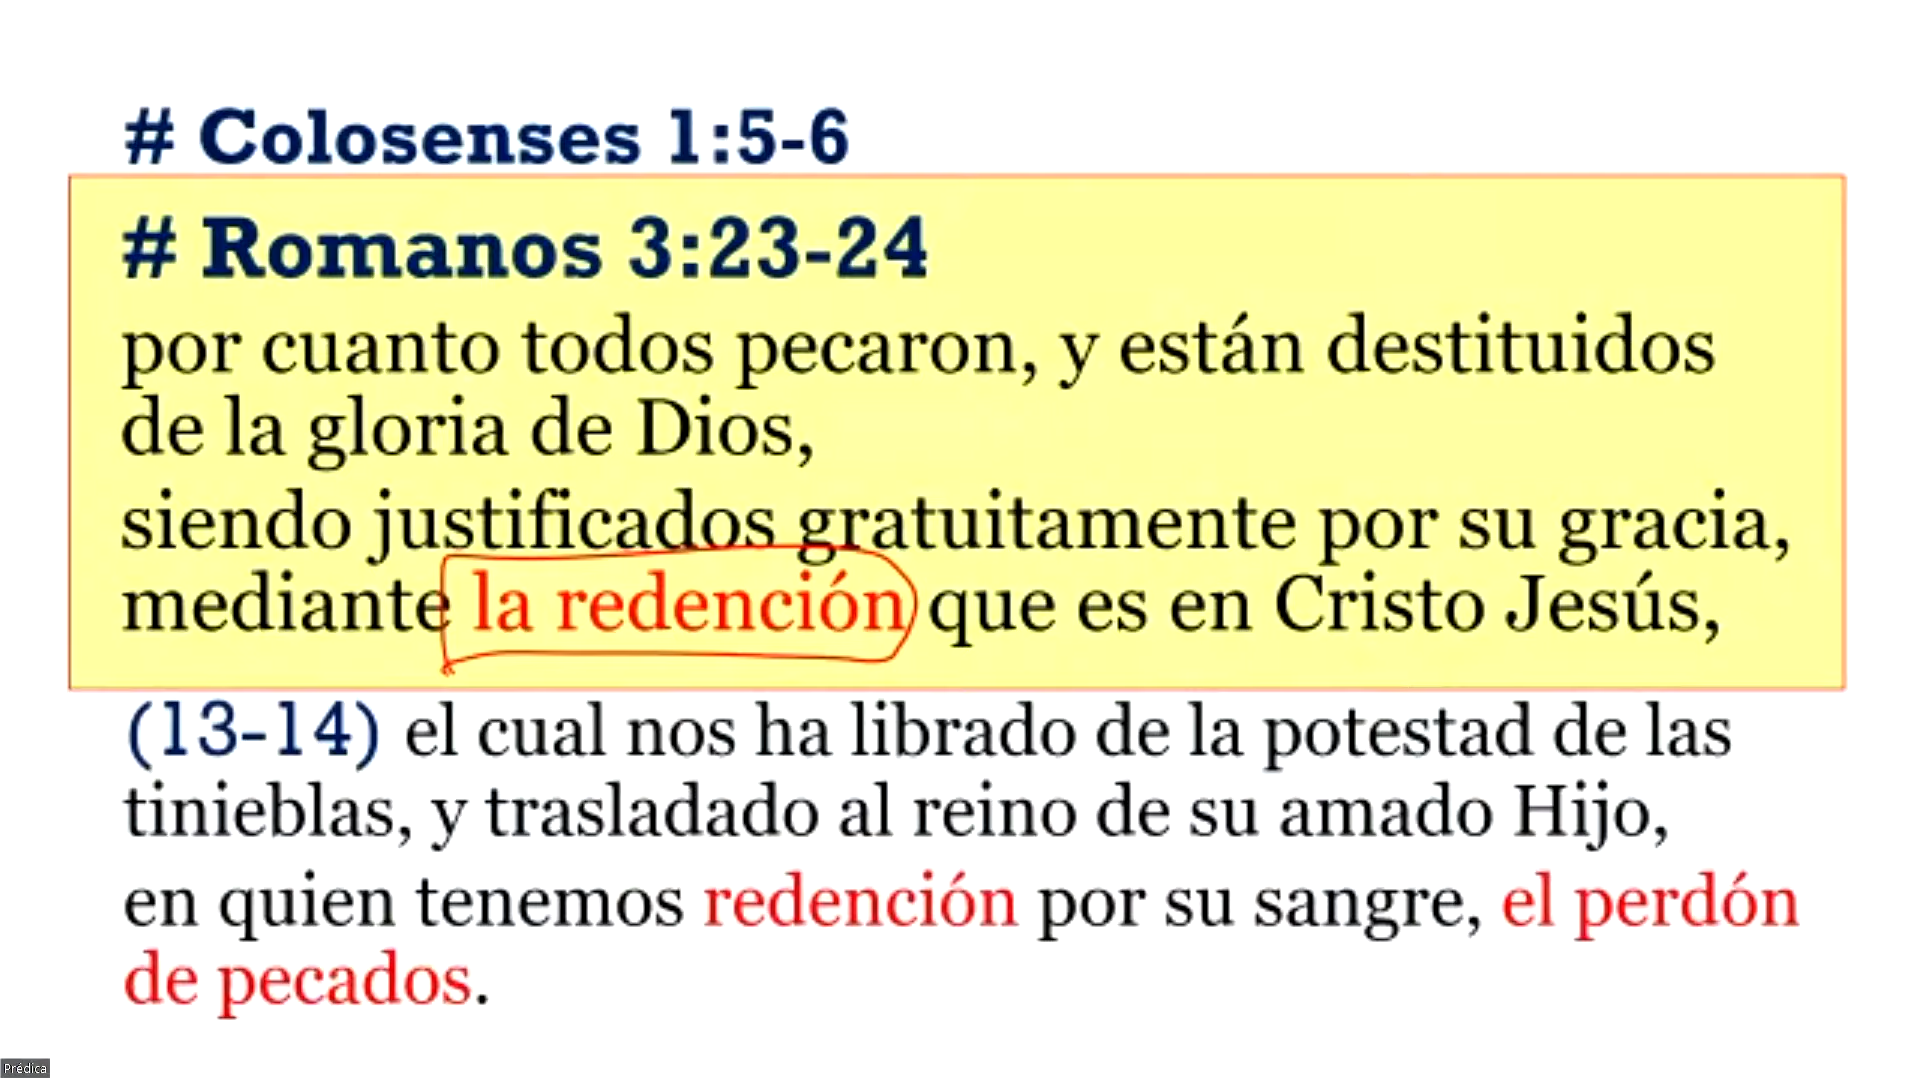 # Colosenses 1:5-6
# Romanos 3:23-24
por cuanto todos pecaron, y están destituidos
de la gloria de Dios,
siendo justificados gratuitamente por su gracia,
mediante la redención que es en Cristo Jesús,
(13-14) el cual nos ha librado de la potestad de las
tinieblas, y trasladado al reino de su amado Hijo,
en quien tenemos redención por su sangre, el perdón
de pecados.
Prédica